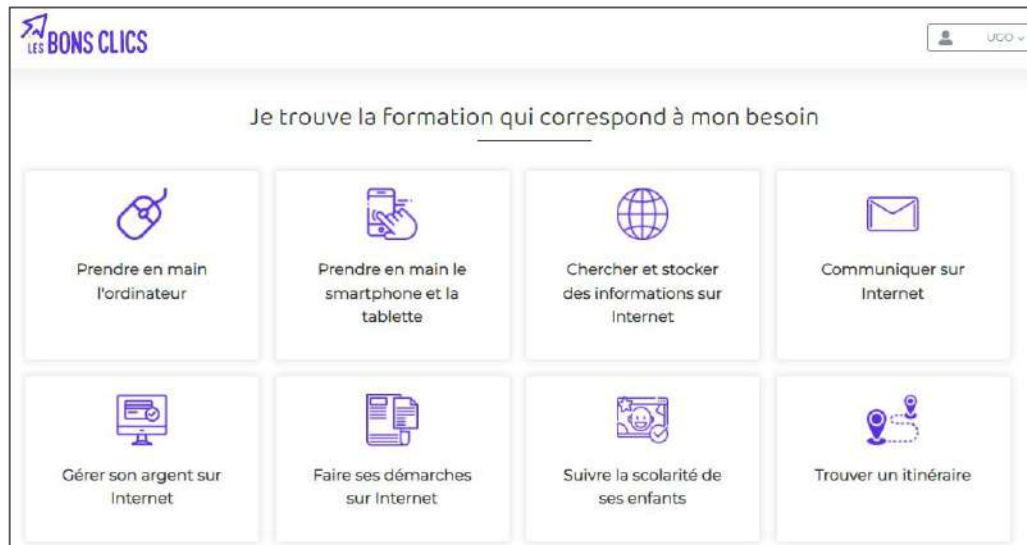 LES BONS CLICS
UGO
Je trouve la formation qui correspond à mon besoin
Prendre en main
l'ordinateur
Prendre en main le
smartphone et la
tablette
Chercher et stocker
des informations sur
Internet
Communiquer sur
Internet
Gérer son argent sur
Internet
Faire ses démarches
sur Internet
Suivre la scolarité de
ses enfants
Trouver un itinéraire